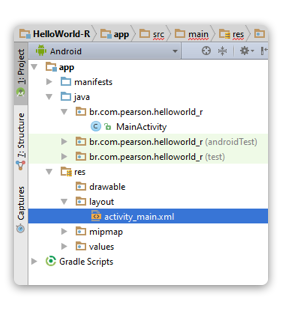 HelloWorld-R app src main res
Android
app
manifests
java
br.com.pearson.helloworld_r
MainActivity
br.com.pearson.helloworld_r (androidTest)
br.com.pearson.helloworld_r (test)
res
drawable
layout
activity_main.xml
mipmap
values
Gradle Scripts
1: Project
7: Structure
Captures